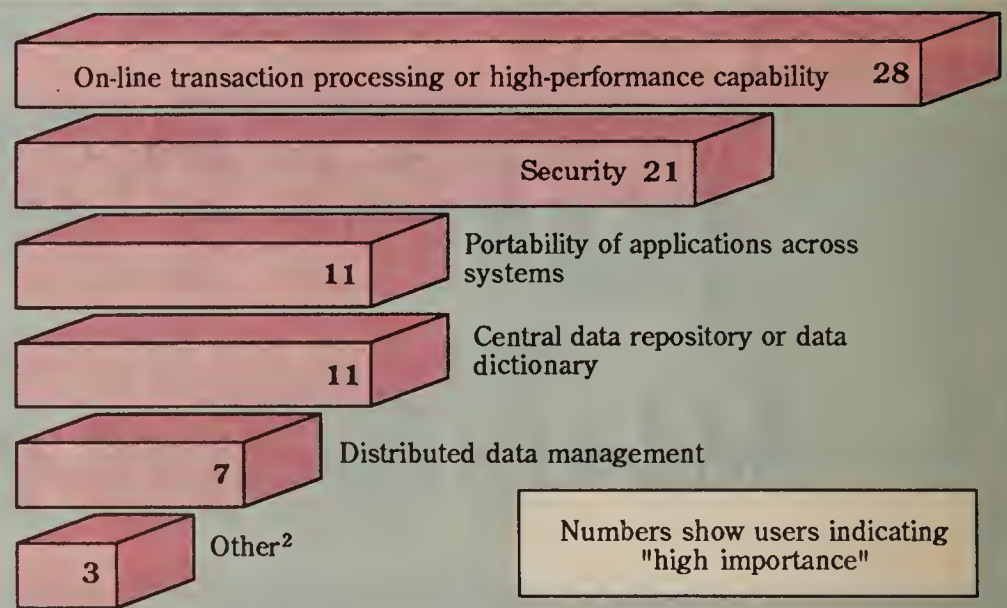 On-line transaction processing or high-performance capability 28
Security 21
11 Portability of applications across
systems
11 Central data repository or data
dictionary
7 Distributed data management
3 Other²
Numbers show users indicating
"high importance"